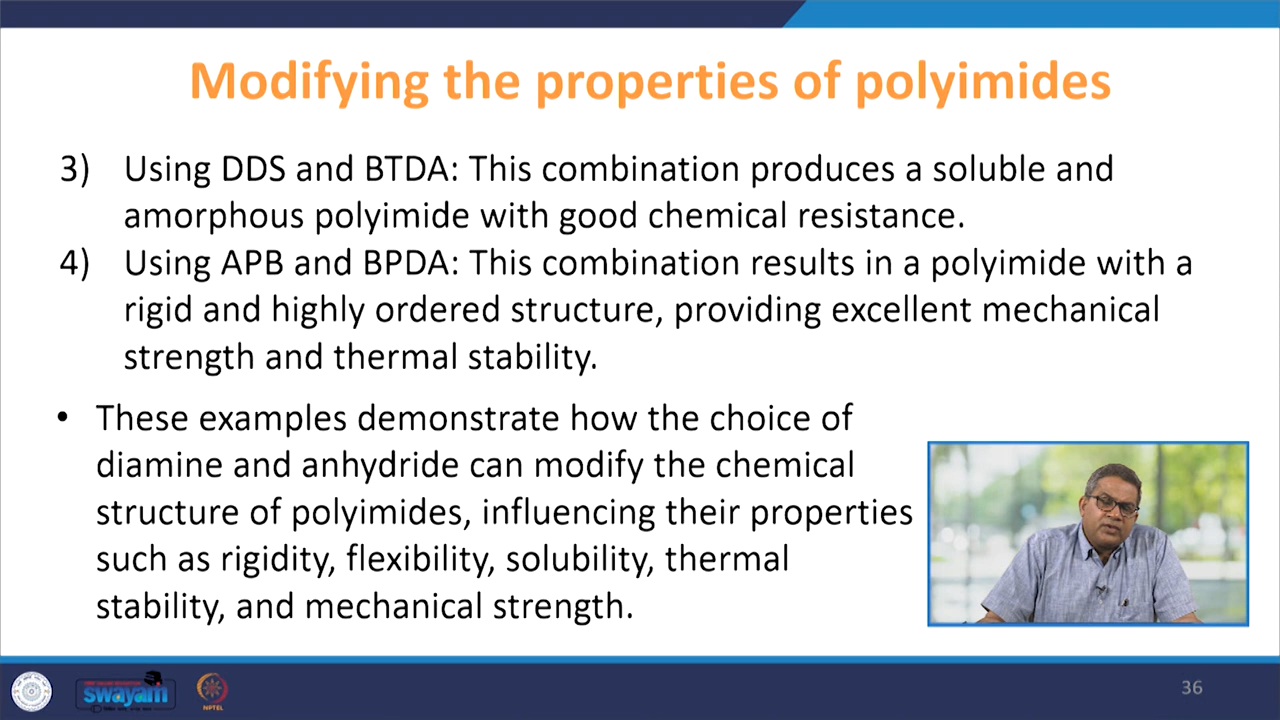 Modifying the properties of polyimides
3) Using DDS and BTDA: This combination produces a soluble and
amorphous polyimide with good chemical resistance.
4) Using APB and BPDA: This combination results in a polyimide with a
rigid and highly ordered structure, providing excellent mechanical
strength and thermal stability.
• These examples demonstrate how the choice of
diamine and anhydride can modify the chemical
structure of polyimides, influencing their properties
such as rigidity, flexibility, solubility, thermal
stability, and mechanical strength.
swayam
NPTEL
36